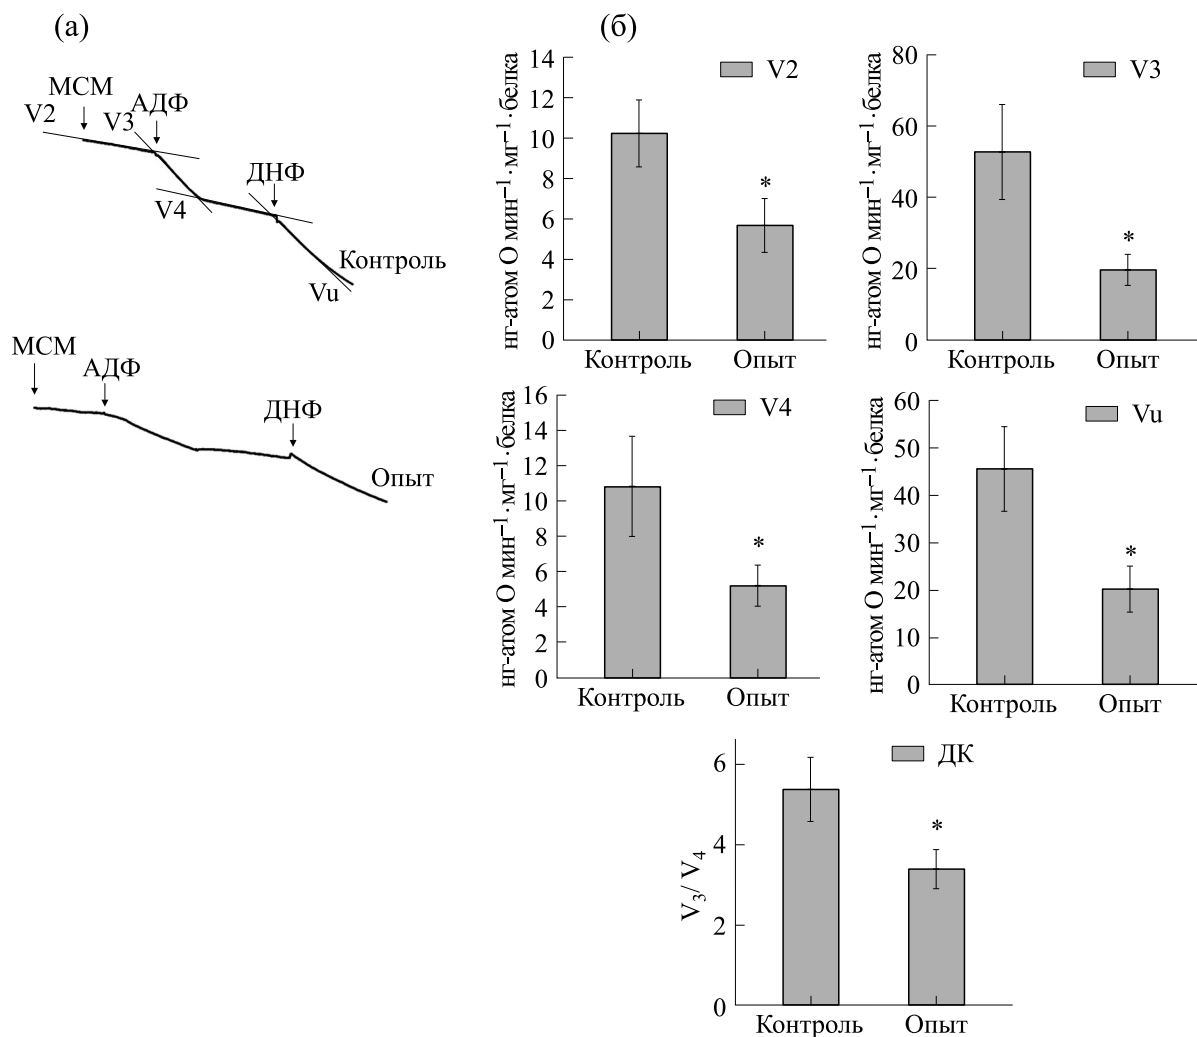 (а)
МСМ
V2
V3
АДФ
ДНФ
V4
Контроль
Vu
МСМ
АДФ
ДНФ
Опыт
(б)
нг-атом О мин⁻¹·мг⁻¹·белка
14
12
10
8
6
4
2
0
V2
*
Контроль
Опыт
нг-атом О мин⁻¹·мг⁻¹·белка
80
60
40
20
0
V3
*
Контроль
Опыт
нг-атом О мин⁻¹·мг⁻¹·белка
16
14
12
10
8
6
4
2
0
V4
*
Контроль
Опыт
нг-атом О мин⁻¹·мг⁻¹·белка
60
50
40
30
20
10
0
Vu
*
Контроль
Опыт
V₃/ V₄
6
4
2
0
ДК
*
Контроль
Опыт